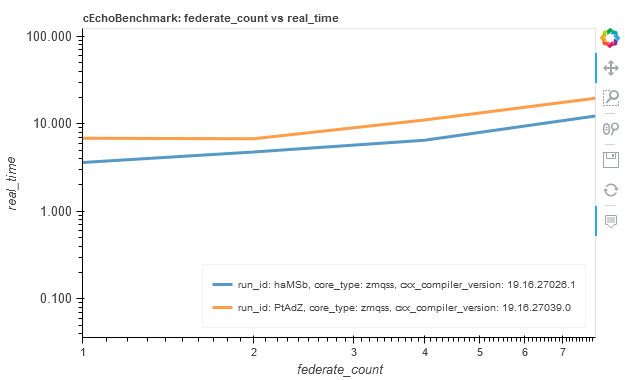 cEchoBenchmark: federate_count vs real_time
100.000
10.000
1.000
0.100
real_time
run_id: haMSb, core_type: zmqss, cxx_compiler_version: 19.16.27026.1
run_id: PtAdZ, core_type: zmqss, cxx_compiler_version: 19.16.27039.0
1 2 3 4 5 6 7
federate_count